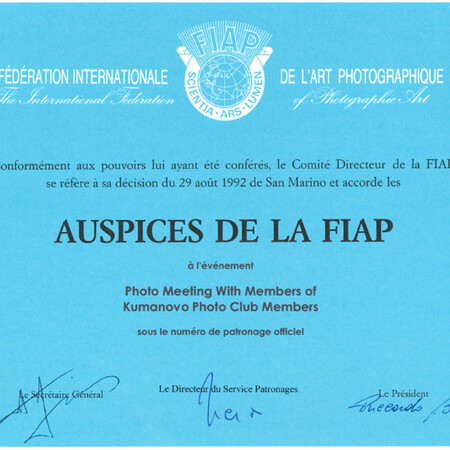 FIAP
SCIENTIA - ARS - LUMEN
FÉDÉRATION INTERNATIONALE DE L'ART PHOTOGRAPHIQUE
The International Federation of Photographic Art
Conformément aux pouvoirs lui ayant été conférés, le Comité Directeur de la FIAP
se réfère à sa décision du 29 août 1992 de San Marino et accorde les
AUSPICES DE LA FIAP
à l'événement
Photo Meeting With Members of
Kumanovo Photo Club Members
sous le numéro de patronage officiel
Le Secrétaire Général Le Directeur du Service Patronages Le Président
Riccardo